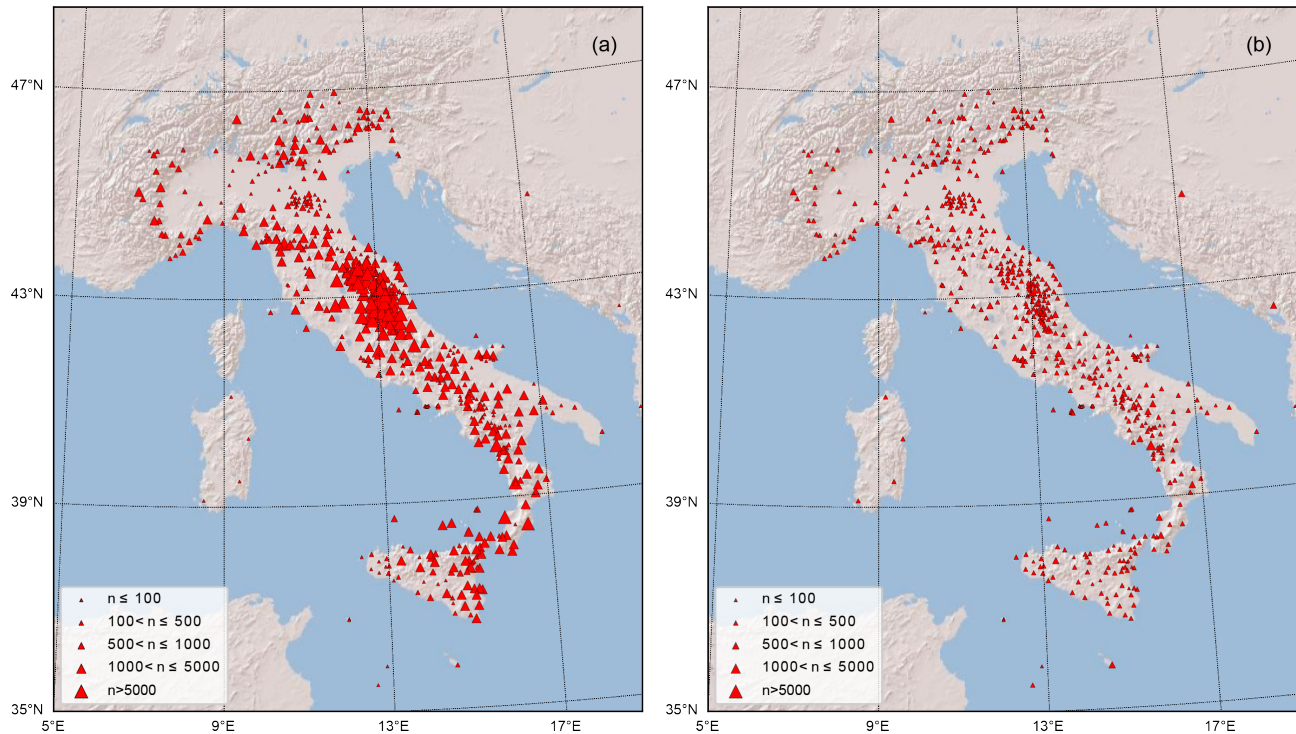 (a)
47°N
43°N
39°N
35°N
n ≤ 100
100< n ≤ 500
500< n ≤ 1000
1000< n ≤ 5000
n>5000
5°E
9°E
13°E
17°E
(b)
47°N
43°N
39°N
35°N
n ≤ 100
100< n ≤ 500
500< n ≤ 1000
1000< n ≤ 5000
n>5000
5°E
9°E
13°E
17°E